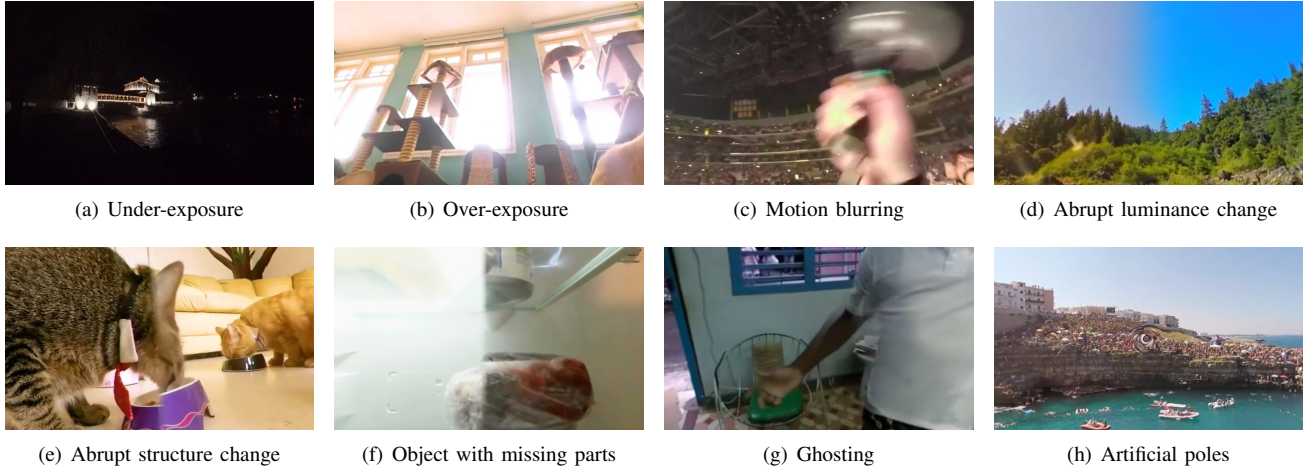 (a) Under-exposure
(b) Over-exposure
(c) Motion blurring
(d) Abrupt luminance change
(e) Abrupt structure change
(f) Object with missing parts
(g) Ghosting
(h) Artificial poles